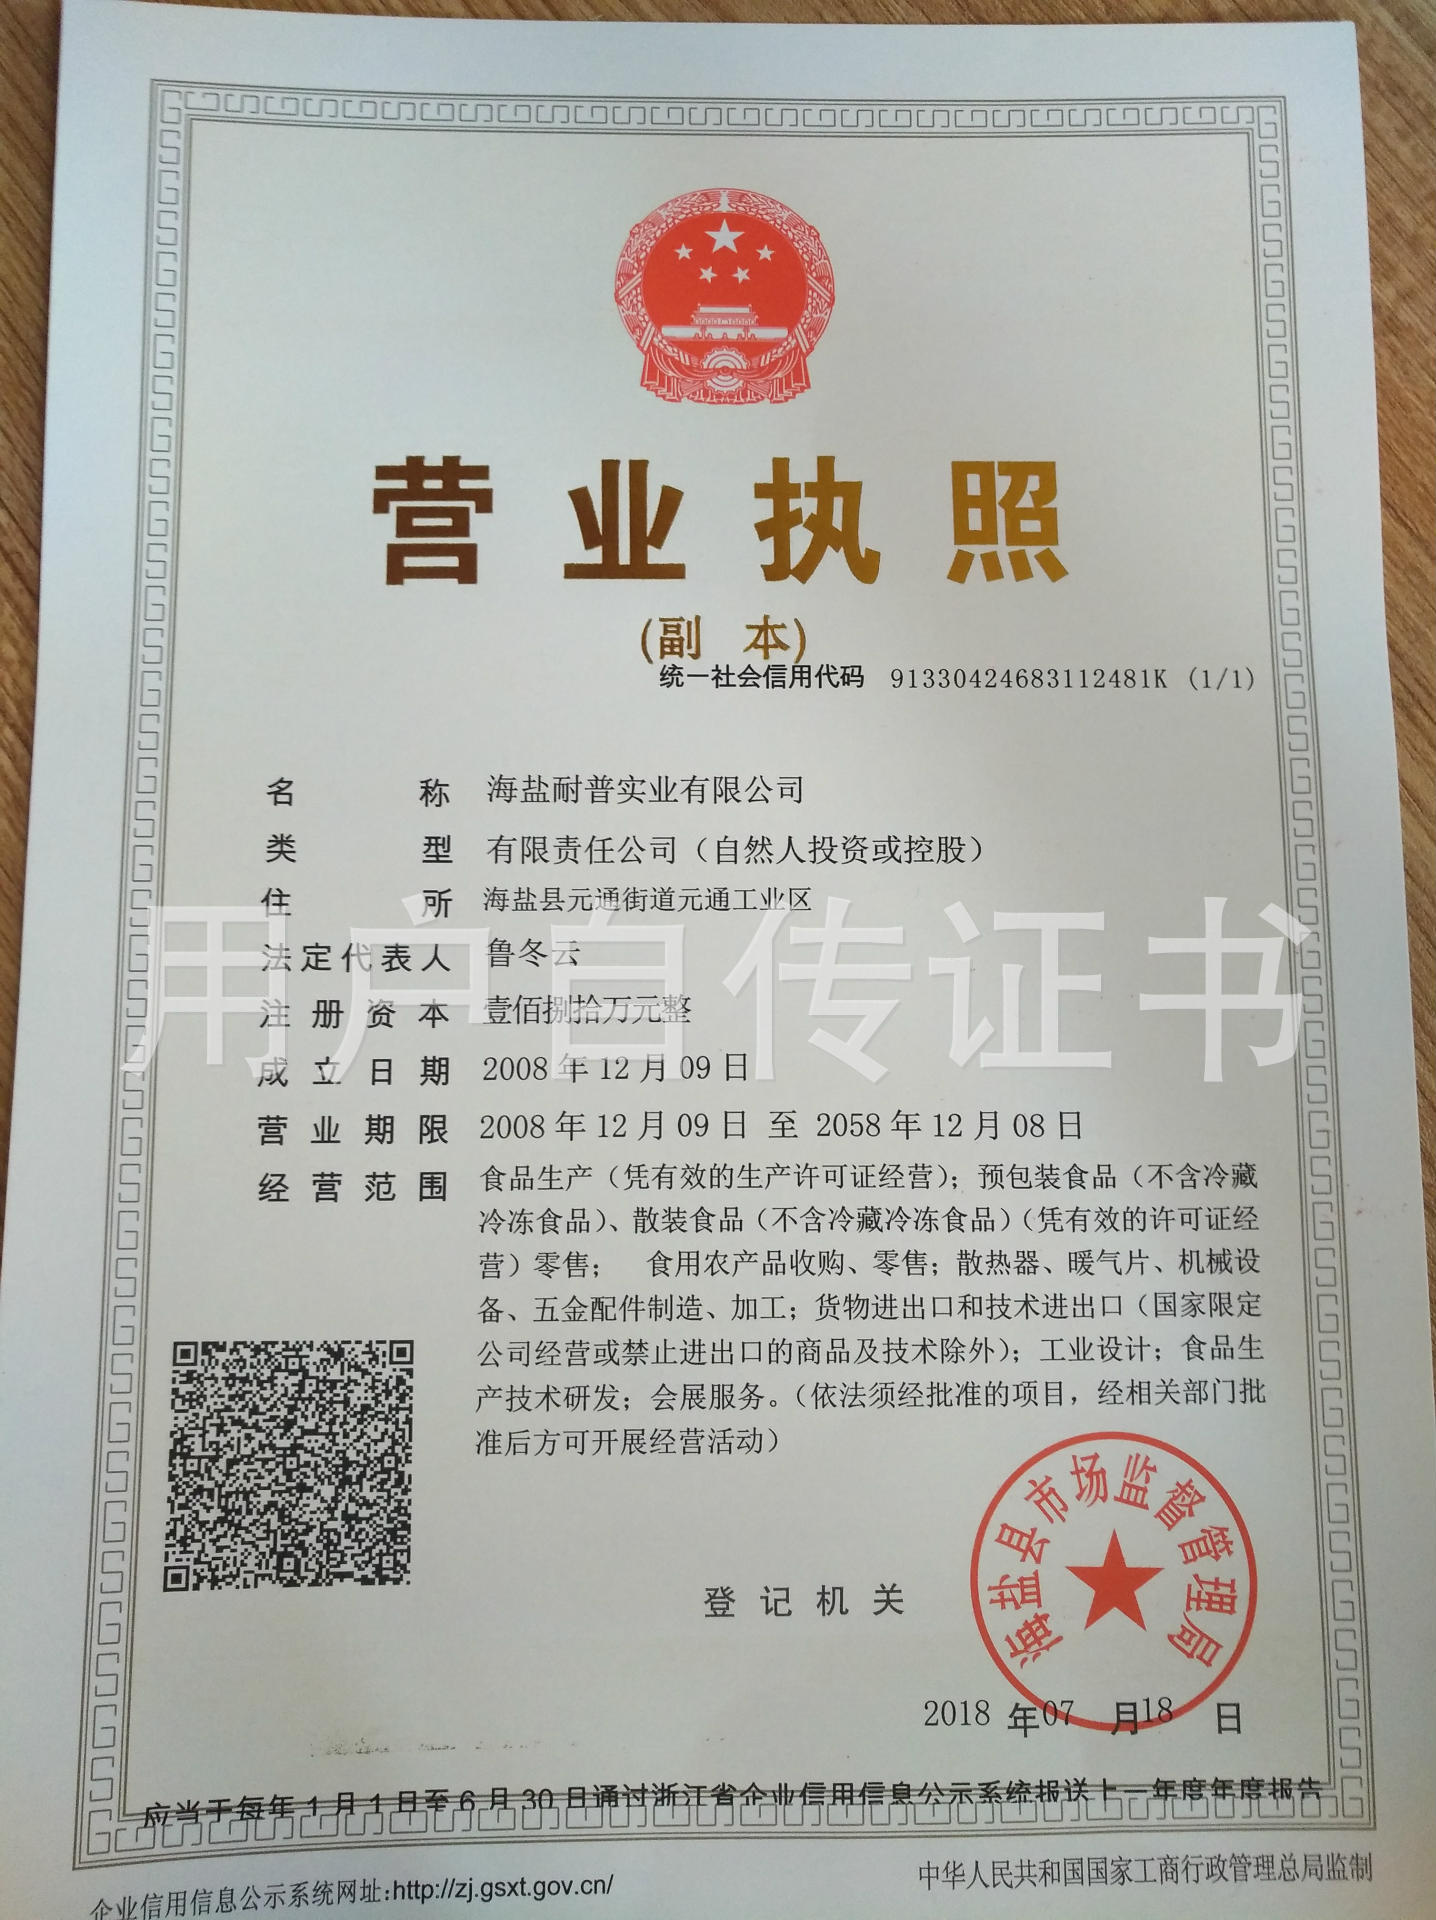 营业执照
(副 本)
统一社会信用代码 91330424683112481K (1/1)
名称 海盐耐普实业有限公司
类型 有限责任公司（自然人投资或控股）
住所 海盐县元通街道元通工业区
法定代表人 鲁冬云
注册资本 壹佰捌拾万元整
成立日期 2008年12月09日
营业期限 2008年12月09日 至 2058年12月08日
经营范围 食品生产（凭有效的生产许可证经营）；预包装食品（不含冷藏
冷冻食品）、散装食品（不含冷藏冷冻食品）（凭有效的许可证经
营）零售； 食用农产品收购、零售；散热器、暖气片、机械设
备、五金配件制造、加工；货物进出口和技术进出口（国家限定
公司经营或禁止进出口的商品及技术除外）；工业设计；食品生
产技术研发；会展服务。（依法须经批准的项目，经相关部门批
准后方可开展经营活动）
用户自传证书
登记机关
海盐县市场监督管理局
2018年07月18日
应当于每年1月1日至6月30日通过浙江省企业信用信息公示系统报送上一年度年度报告
企业信用信息公示系统网址:http://zj.gsxt.gov.cn/
中华人民共和国国家工商行政管理总局监制